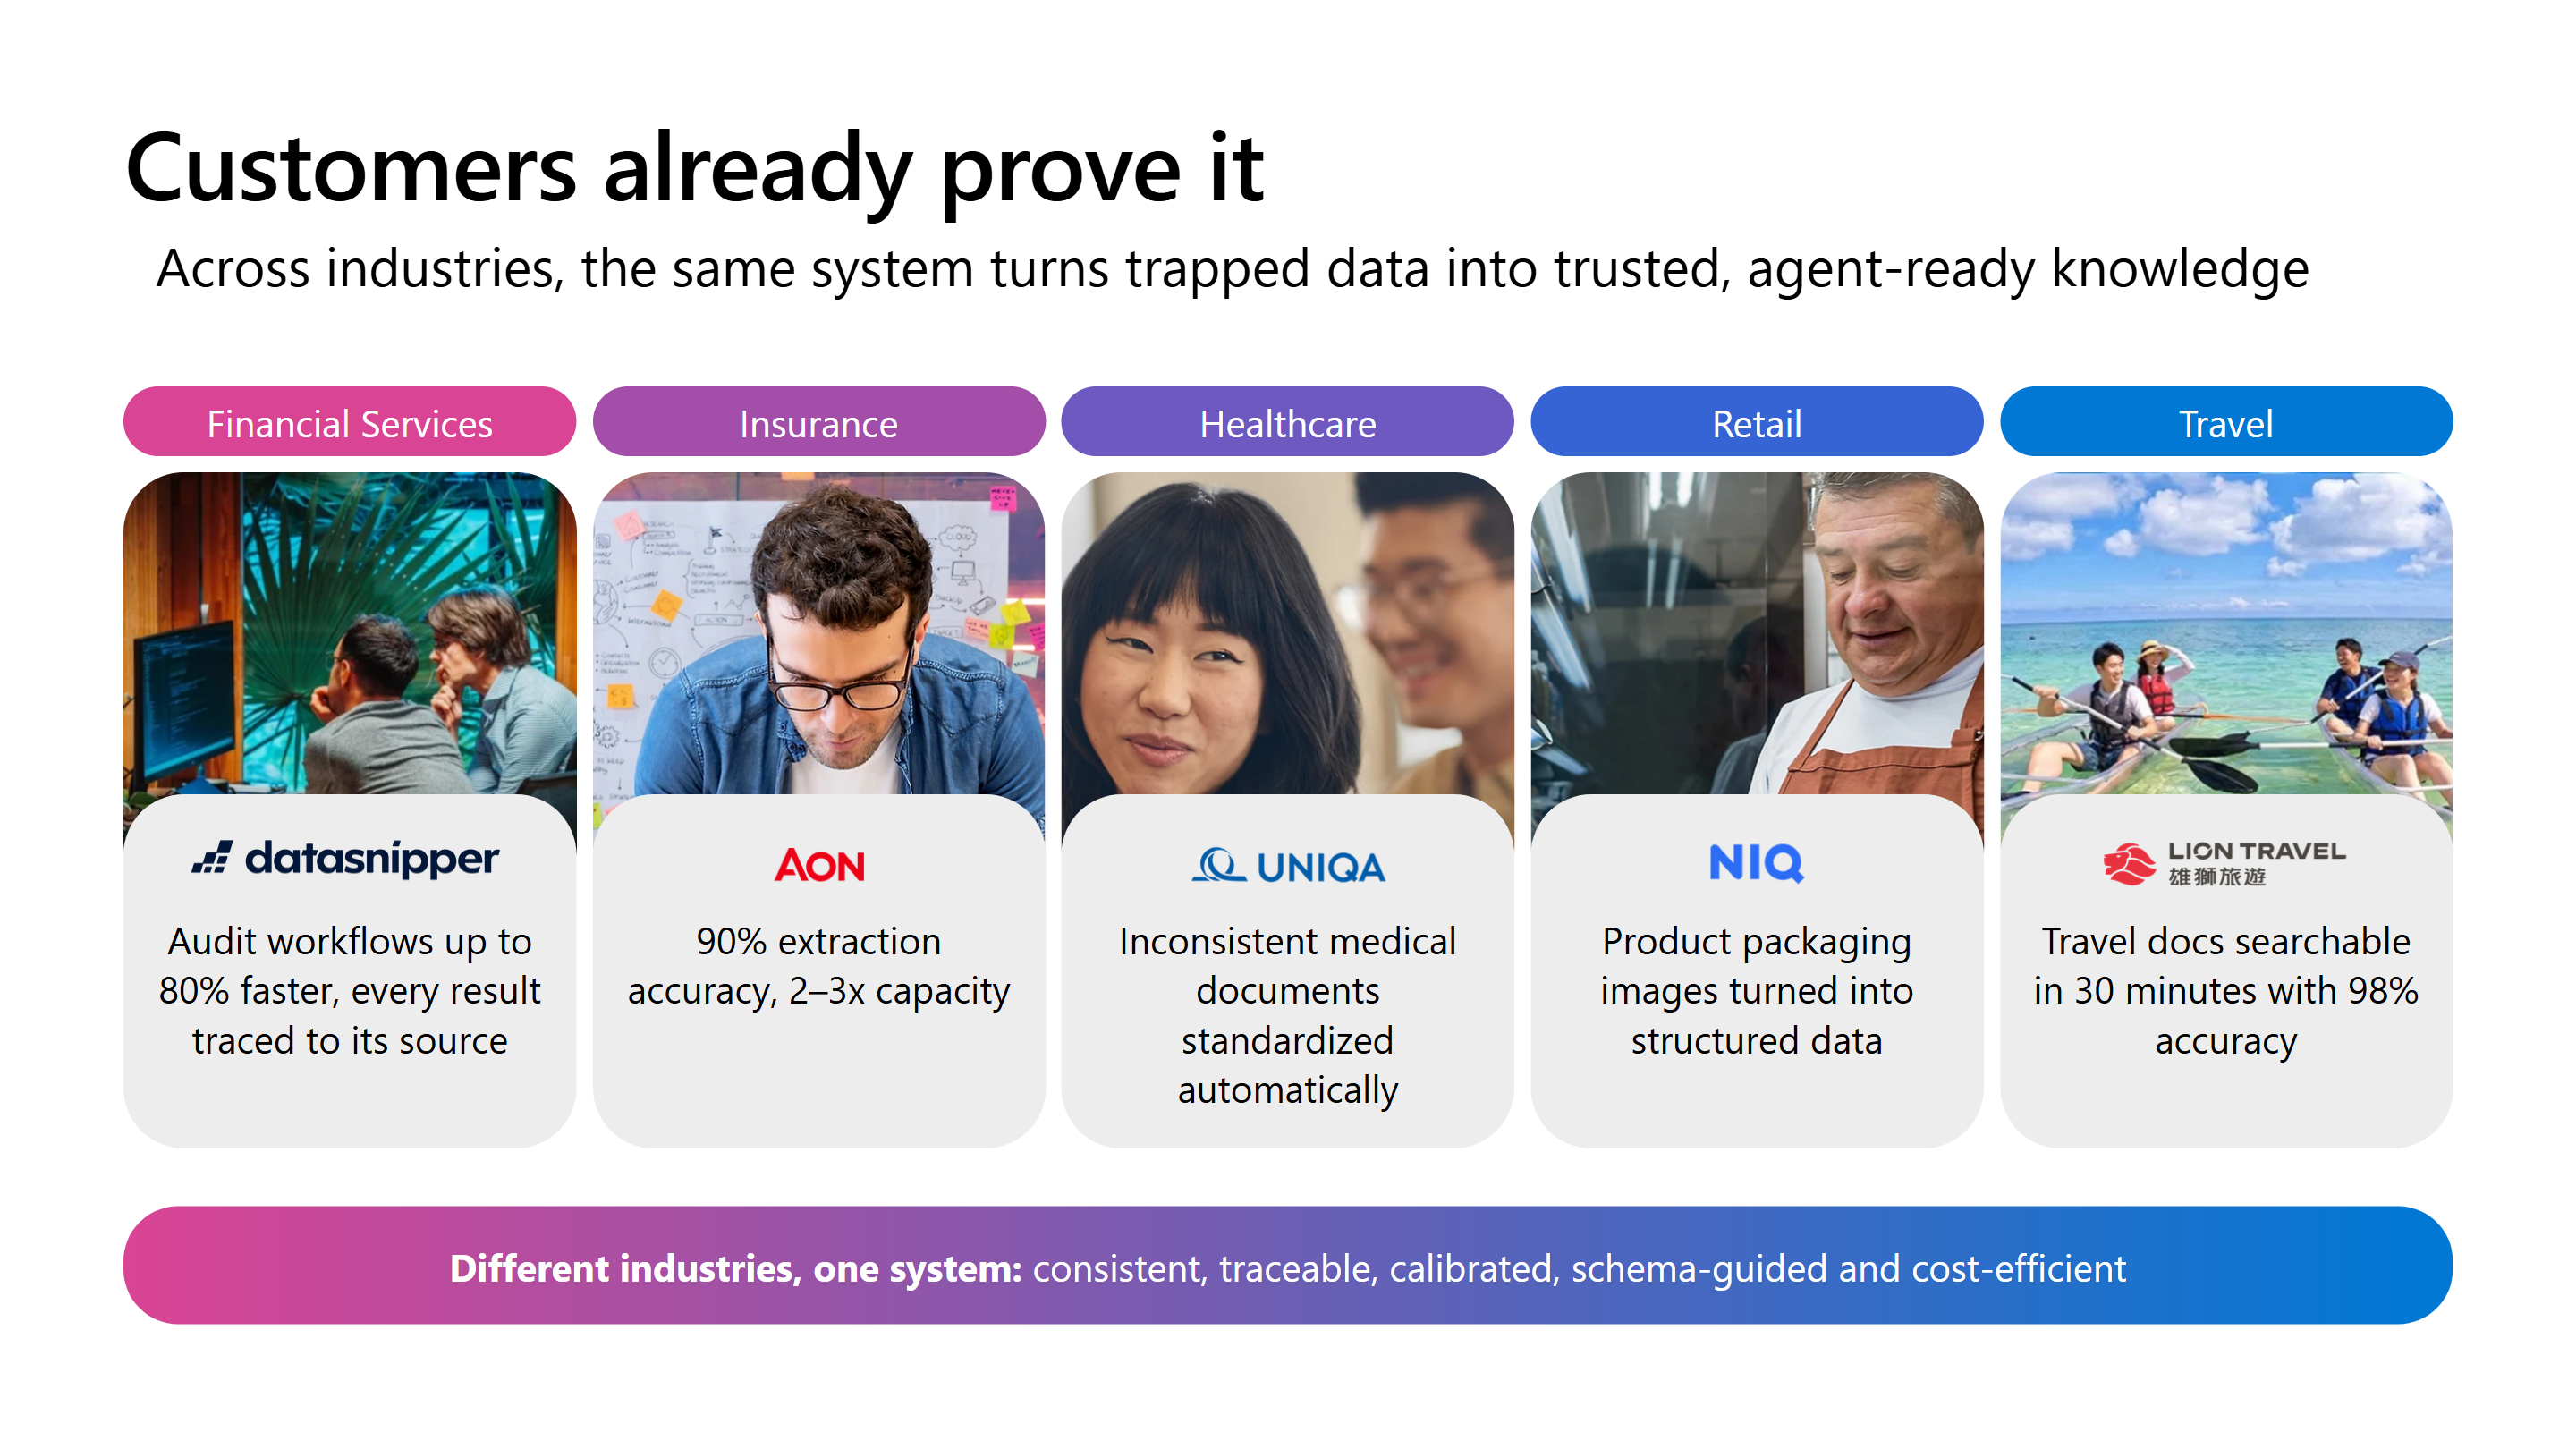 Customers already prove it
Across industries, the same system turns trapped data into trusted, agent-ready knowledge
Financial Services
Insurance
Healthcare
Retail
Travel
datasnipper
Audit workflows up to
80% faster, every result
traced to its source
AON
90% extraction
accuracy, 2–3x capacity
UNIQA
Inconsistent medical
documents
standardized
automatically
NIQ
Product packaging
images turned into
structured data
LION TRAVEL
雄獅旅遊
Travel docs searchable
in 30 minutes with 98%
accuracy
Different industries, one system: consistent, traceable, calibrated, schema-guided and cost-efficient